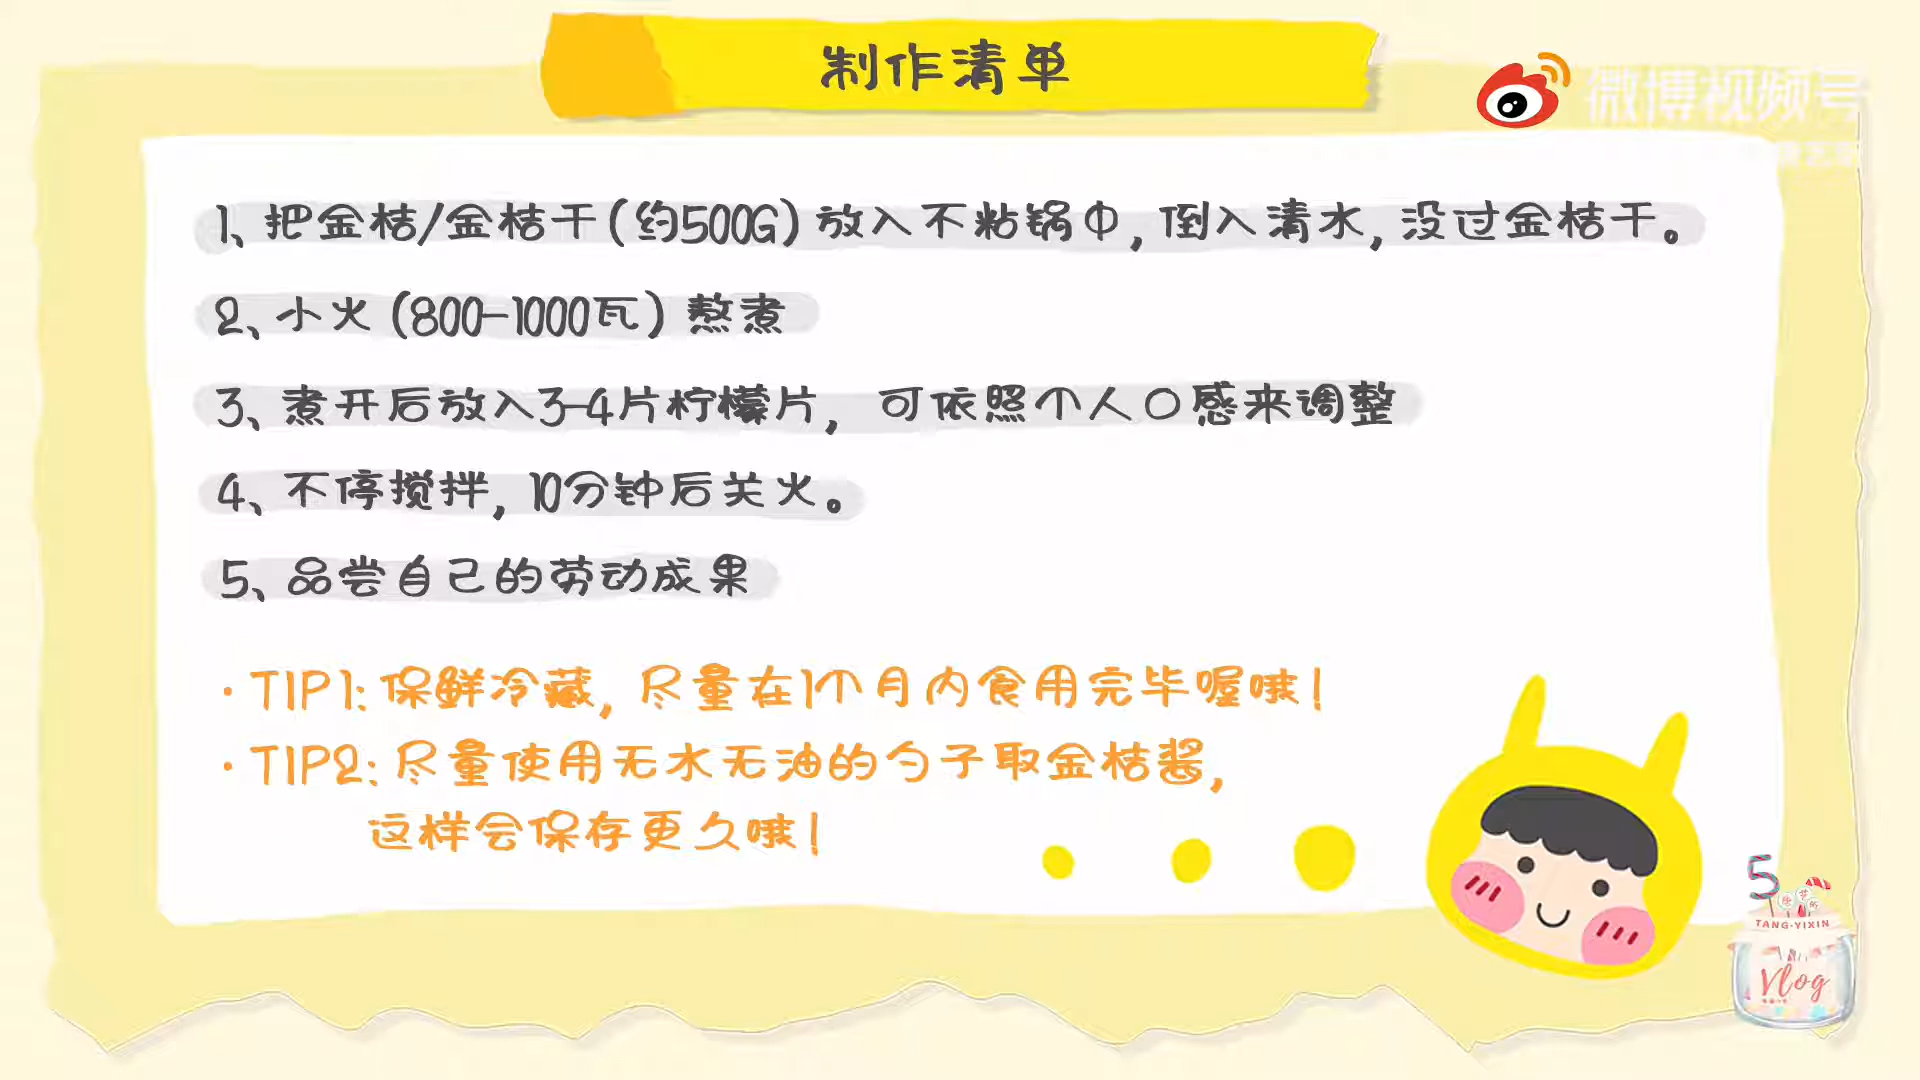 制作清单
微博视频号
1、把金桔/金桔干(约500G)放入不粘锅中,倒入清水,没过金桔干。
2、小火(800-1000瓦)熬煮
3、煮开后放入3-4片柠檬片,可依照个人口感来调整
4、不停搅拌,10分钟后关火。
5、品尝自己的劳动成果
·TIP1:保鲜冷藏,尽量在1个月内食用完毕喔哦!
·TIP2:尽量使用无水无油的勺子取金桔酱,
这样会保存更久哦!
5
TANG·YIXIN
Vlog